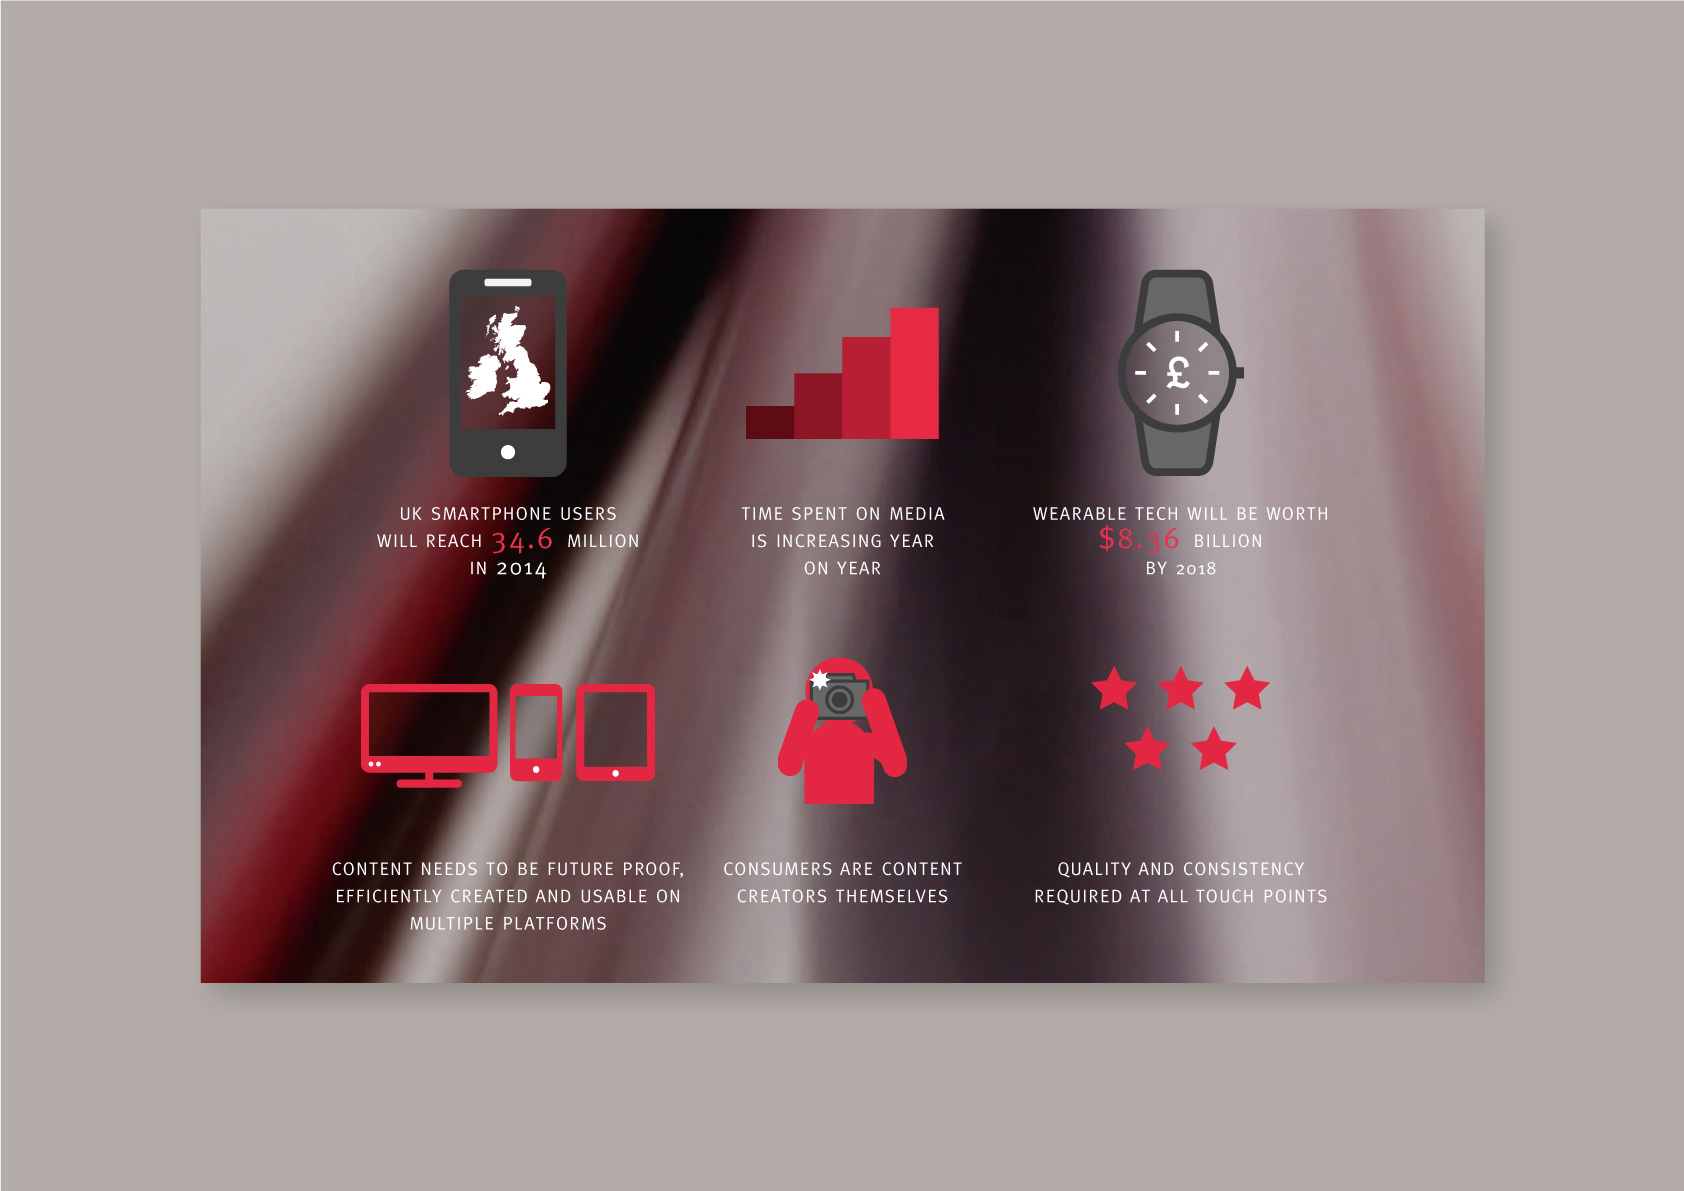 UK SMARTPHONE USERS
WILL REACH 34.6 MILLION
IN 2014
TIME SPENT ON MEDIA
IS INCREASING YEAR
ON YEAR
£
WEARABLE TECH WILL BE WORTH
$8.36 BILLION
BY 2018
CONTENT NEEDS TO BE FUTURE PROOF,
EFFICIENTLY CREATED AND USABLE ON
MULTIPLE PLATFORMS
CONSUMERS ARE CONTENT
CREATORS THEMSELVES
QUALITY AND CONSISTENCY
REQUIRED AT ALL TOUCH POINTS